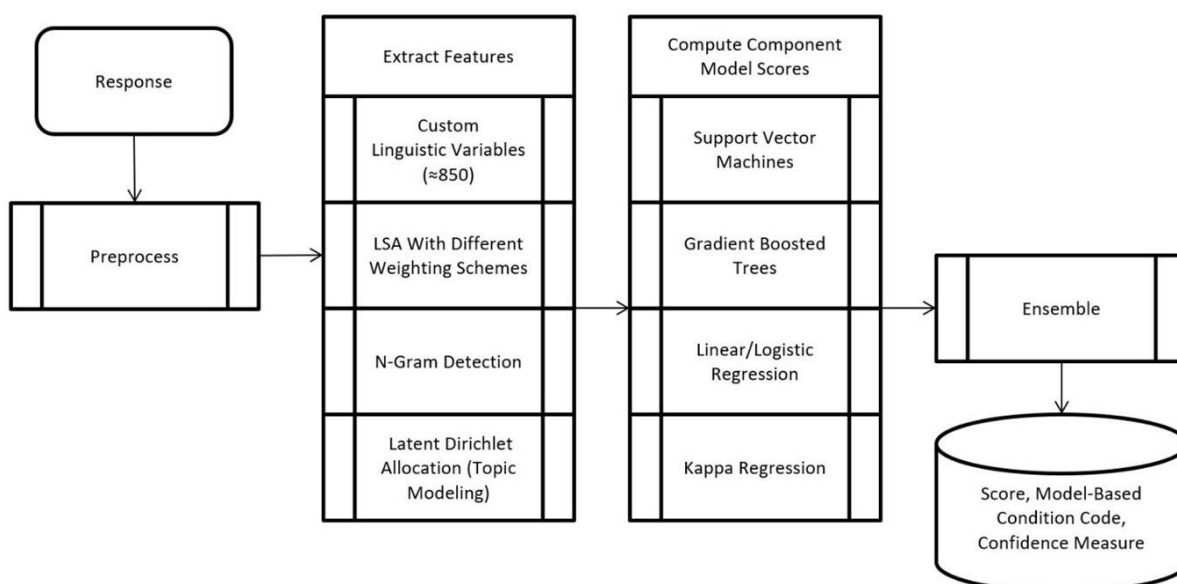 Response
Preprocess
Extract Features
Custom
Linguistic Variables
(≈850)
LSA With Different
Weighting Schemes
N-Gram Detection
Latent Dirichlet
Allocation (Topic
Modeling)
Compute Component
Model Scores
Support Vector
Machines
Gradient Boosted
Trees
Linear/Logistic
Regression
Kappa Regression
Ensemble
Score, Model-Based
Condition Code,
Confidence Measure